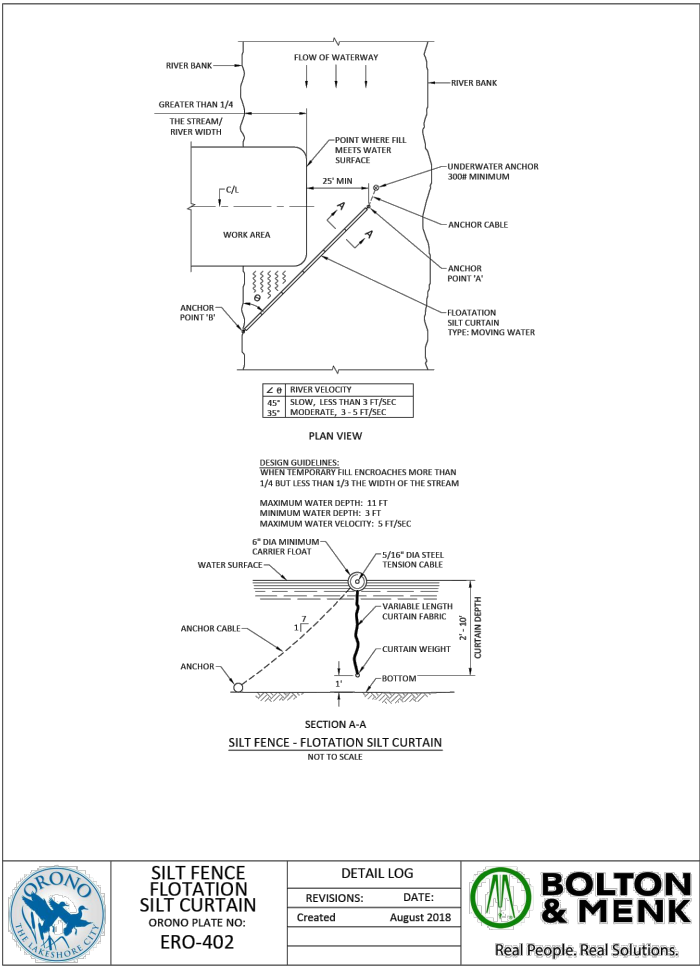 FLOW OF WATERWAY
RIVER BANK
RIVER BANK
GREATER THAN 1/4
THE STREAM/
RIVER WIDTH
POINT WHERE FILL
MEETS WATER
SURFACE
UNDERWATER ANCHOR
300# MINIMUM
25' MIN
C/L
A
ANCHOR CABLE
WORK AREA
A
ANCHOR
POINT 'A'
θ
ANCHOR
POINT 'B'
FLOATATION
SILT CURTAIN
TYPE: MOVING WATER
∠ θ RIVER VELOCITY
45° SLOW, LESS THAN 3 FT/SEC
35° MODERATE, 3 - 5 FT/SEC
PLAN VIEW
DESIGN GUIDELINES:
WHEN TEMPORARY FILL ENCROACHES MORE THAN
1/4 BUT LESS THAN 1/3 THE WIDTH OF THE STREAM
MAXIMUM WATER DEPTH: 11 FT
MINIMUM WATER DEPTH: 3 FT
MAXIMUM WATER VELOCITY: 5 FT/SEC
6" DIA MINIMUM
CARRIER FLOAT
5/16" DIA STEEL
TENSION CABLE
WATER SURFACE
VARIABLE LENGTH
CURTAIN FABRIC
7
1
ANCHOR CABLE
2' - 10'
CURTAIN DEPTH
CURTAIN WEIGHT
ANCHOR
1'
BOTTOM
SECTION A-A
SILT FENCE - FLOTATION SILT CURTAIN
NOT TO SCALE
ORONO
THE LAKESHORE CITY
SILT FENCE
FLOTATION
SILT CURTAIN
ORONO PLATE NO:
ERO-402
DETAIL LOG
REVISIONS: DATE:
Created August 2018
BOLTON
& MENK
Real People. Real Solutions.